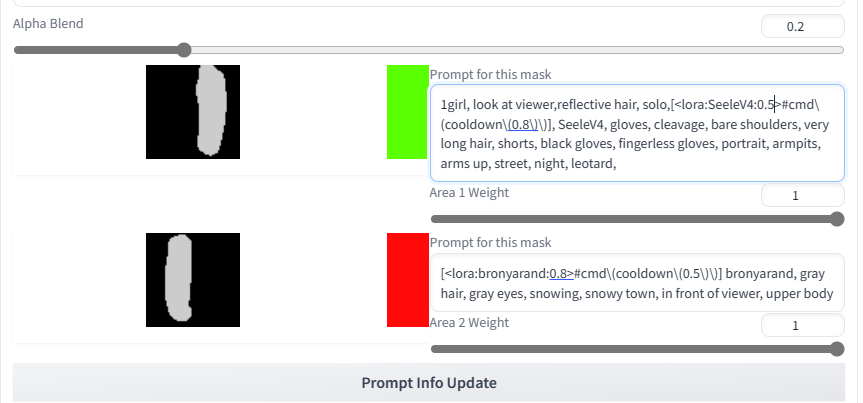 Alpha Blend
0.2
Prompt for this mask
1girl, look at viewer,reflective hair, solo,[<lora:SeeleV4:0.5>#cmd\
(cooldown\(0.8\)\)], SeeleV4, gloves, cleavage, bare shoulders, very
long hair, shorts, black gloves, fingerless gloves, portrait, armpits,
arms up, street, night, leotard,
Area 1 Weight
1
Prompt for this mask
[<lora:bronyarand:0.8>#cmd\(cooldown\(0.5\)\)] bronyarand, gray
hair, gray eyes, snowing, snowy town, in front of viewer, upper body
Area 2 Weight
1
Prompt Info Update